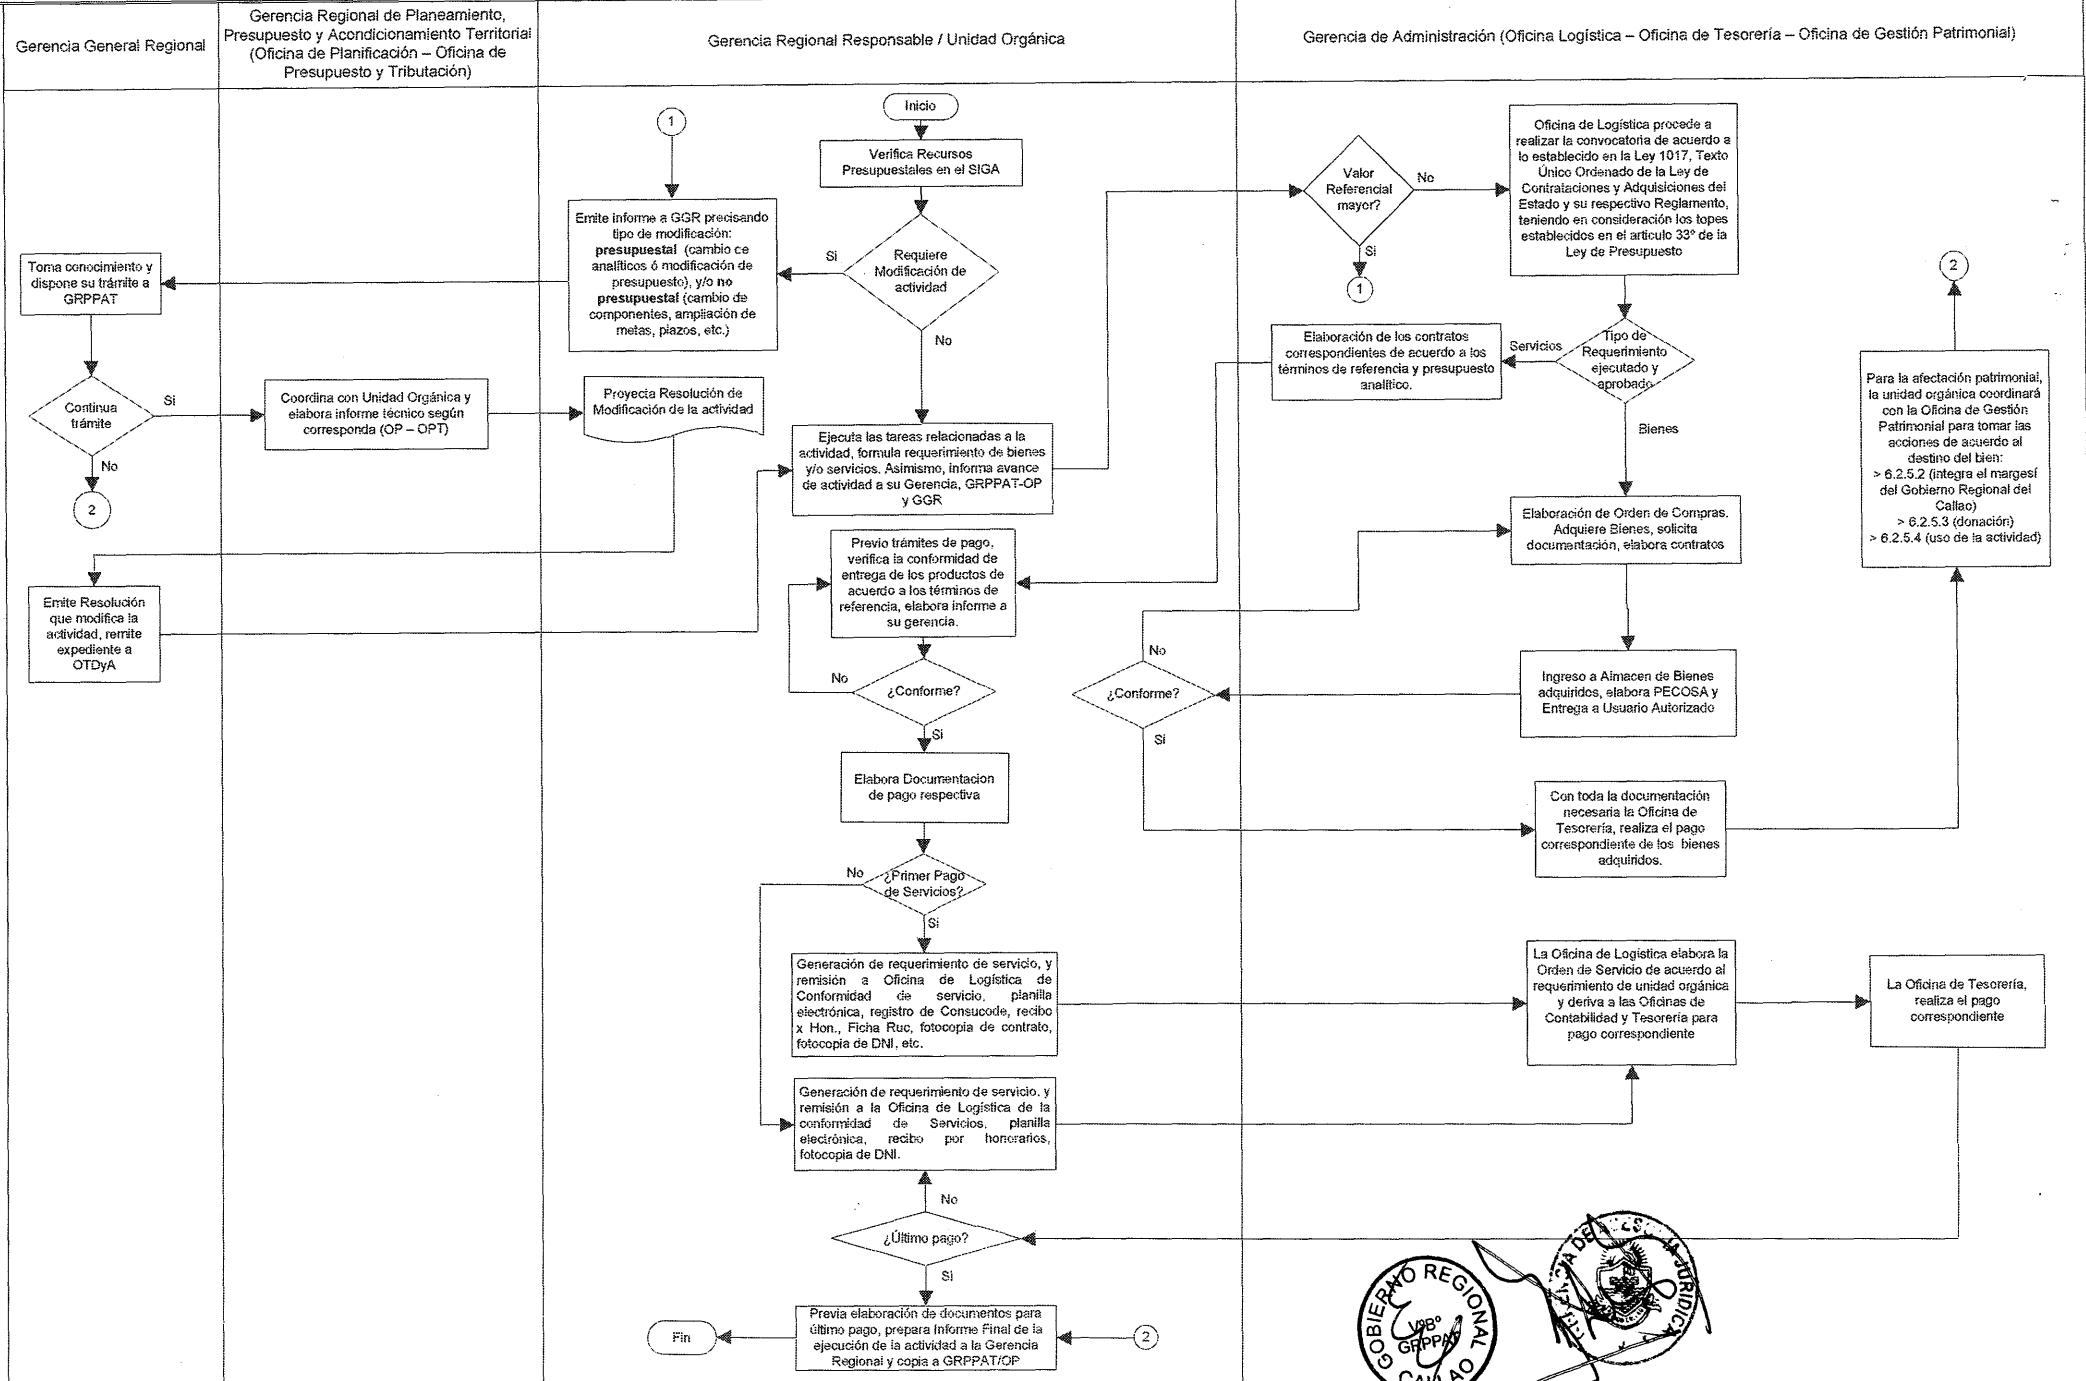 Gerencia General Regional
Gerencia Regional de Planeamiento,
Presupuesto y Acondicionamiento Territorial
(Oficina de Planificación – Oficina de
Presupuesto y Tributación)
Gerencia Regional Responsable / Unidad Orgánica
Gerencia de Administración (Oficina Logística – Oficina de Tesorería – Oficina de Gestión Patrimonial)
Inicio
Verifica Recursos
Presupuestales en el SIGA
Requiere
Modificación de
actividad
Si
No
1
Emite informe a GGR precisando
tipo de modificación:
presupuestal (cambio de
analíticos ó modificación de
presupuesto), y/o no
presupuestal (cambio de
componentes, ampliación de
metas, plazos, etc.)
Toma conocimiento y
dispone su trámite a
GRPPAT
Continua
trámite
Si
No
2
Coordina con Unidad Orgánica y
elabora informe técnico según
corresponda (OP – OPT)
Proyecta Resolución de
Modificación de la actividad
Emite Resolución
que modifica la
actividad, remite
expediente a
OTDyA
Ejecuta las tareas relacionadas a la
actividad, formula requerimiento de bienes
y/o servicios. Asimismo, informa avance
de actividad a su Gerencia, GRPPAT-OP
y GGR
Valor
Referencial
mayor?
No
Si
1
Oficina de Logística procede a
realizar la convocatoria de acuerdo a
lo establecido en la Ley 1017, Texto
Único Ordenado de la Ley de
Contrataciones y Adquisiciones del
Estado y su respectivo Reglamento,
teniendo en consideración los topes
establecidos en el artículo 33° de la
Ley de Presupuesto
Tipo de
Requerimiento
ejecutado y
aprobado
Servicios
Bienes
Elaboración de los contratos
correspondientes de acuerdo a los
términos de referencia y presupuesto
analítico.
Elaboración de Orden de Compras.
Adquiere Bienes, solicita
documentación, elabora contratos
Ingreso a Almacen de Bienes
adquiridos, elabora PECOSA y
Entrega a Usuario Autorizado
¿Conforme?
No
Si
Con toda la documentación
necesaria la Oficina de
Tesorería, realiza el pago
correspondiente de los bienes
adquiridos.
2
Para la afectación patrimonial,
la unidad orgánica coordinará
con la Oficina de Gestión
Patrimonial para tomar las
acciones de acuerdo al
destino del bien:
> 6.2.5.2 (integra el margesí
del Gobierno Regional del
Callao)
> 6.2.5.3 (donación)
> 6.2.5.4 (uso de la actividad)
Previo trámites de pago,
verifica la conformidad de
entrega de los productos de
acuerdo a los términos de
referencia, elabora informe a
su gerencia.
¿Conforme?
No
Si
Elabora Documentacion
de pago respectiva
¿Primer Pago
de Servicios?
No
Si
Generación de requerimiento de servicio, y
remisión a Oficina de Logística de
Conformidad de servicio, planilla
electrónica, registro de Consucode, recibo
x Hon., Ficha Ruc, fotocopia de contrato,
fotocopia de DNI, etc.
La Oficina de Logística elabora la
Orden de Servicio de acuerdo al
requerimiento de unidad orgánica
y deriva a las Oficinas de
Contabilidad y Tesorería para
pago correspondiente
La Oficina de Tesorería,
realiza el pago
correspondiente
Generación de requerimiento de servicio, y
remisión a la Oficina de Logística de la
conformidad de Servicios, planilla
electrónica, recibo por honorarios,
fotocopia de DNI.
No
¿Último pago?
Si
Previa elaboración de documentos para
último pago, prepara Informe Final de la
ejecución de la actividad a la Gerencia
Regional y copia a GRPPAT/OP
Fin
2
GOBIERNO REGIONAL
V°B°
GRPPAT
CALLAO
JURIDICA